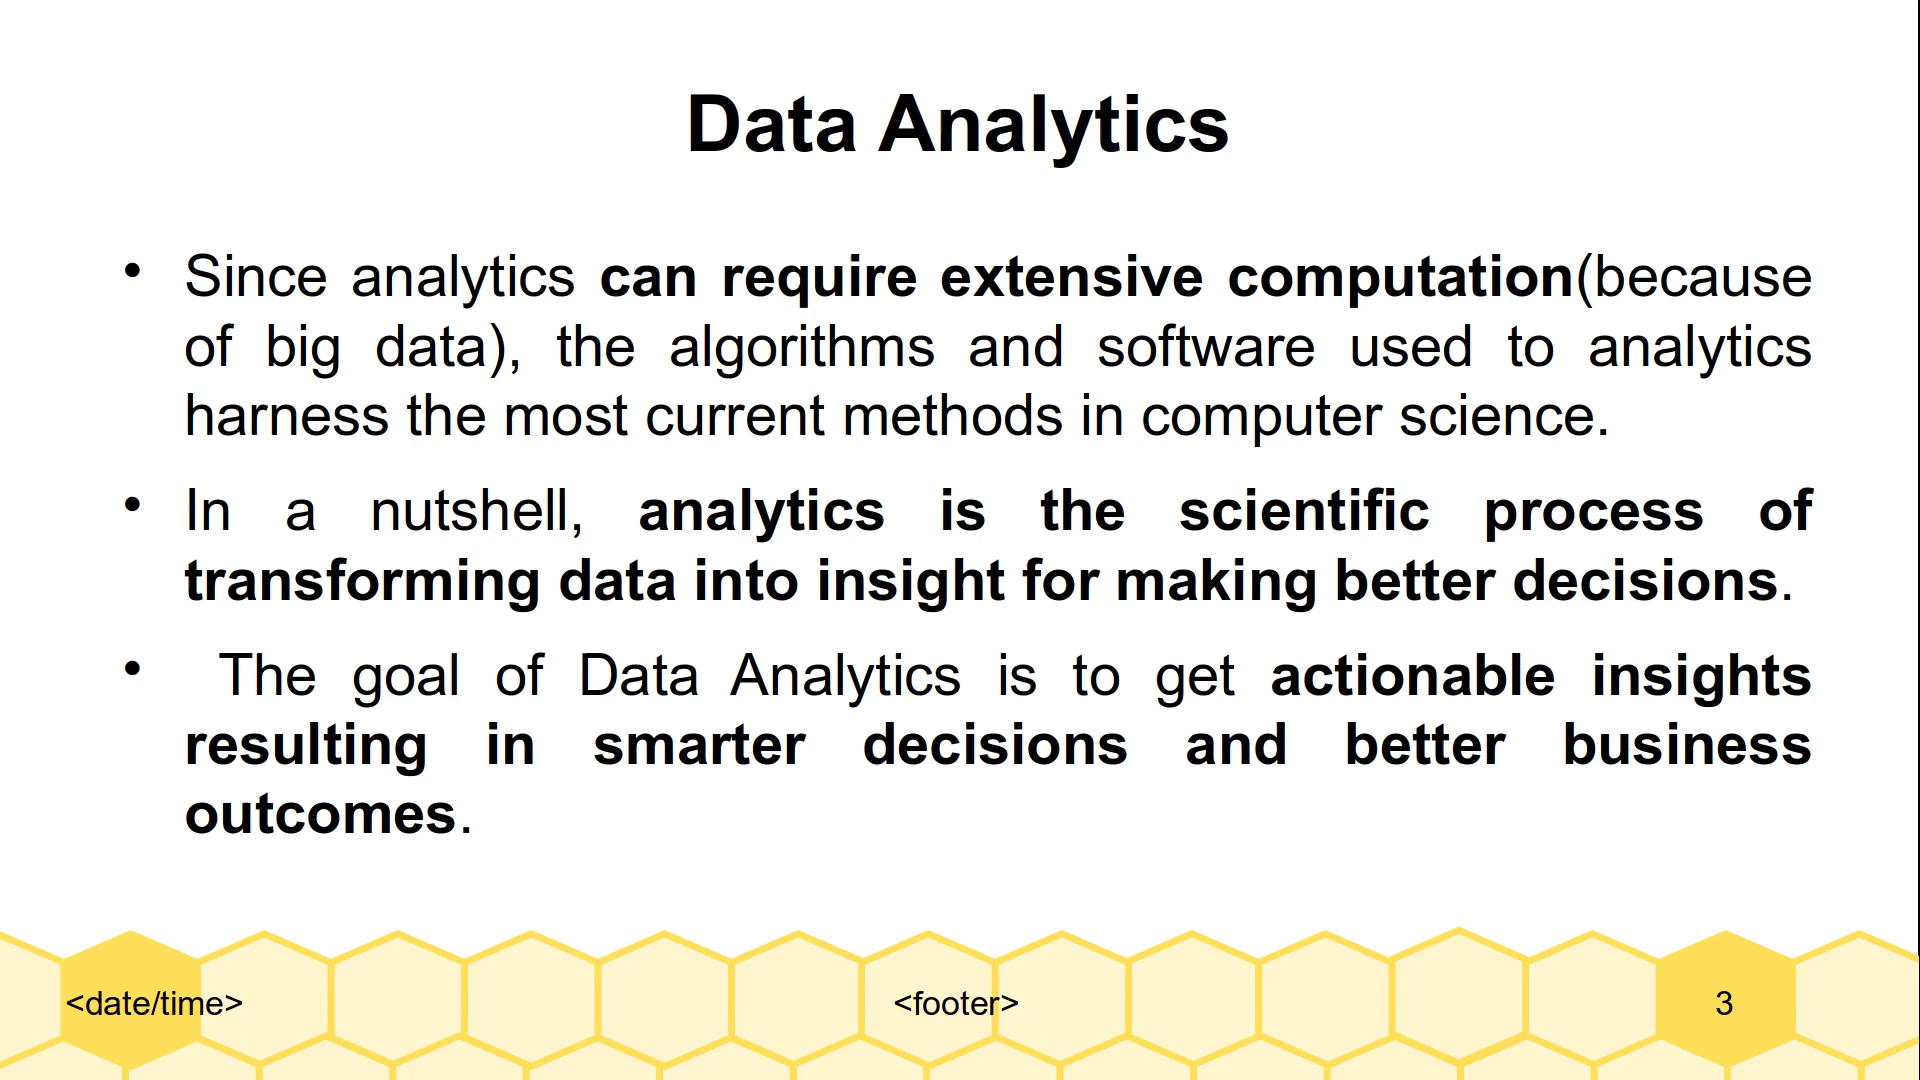 Data Analytics
• Since analytics can require extensive computation(because
of big data), the algorithms and software used to analytics
harness the most current methods in computer science.
• In a nutshell, analytics is the scientific process of
transforming data into insight for making better decisions.
• The goal of Data Analytics is to get actionable insights
resulting in smarter decisions and better business
outcomes.
<date/time> <footer> 3